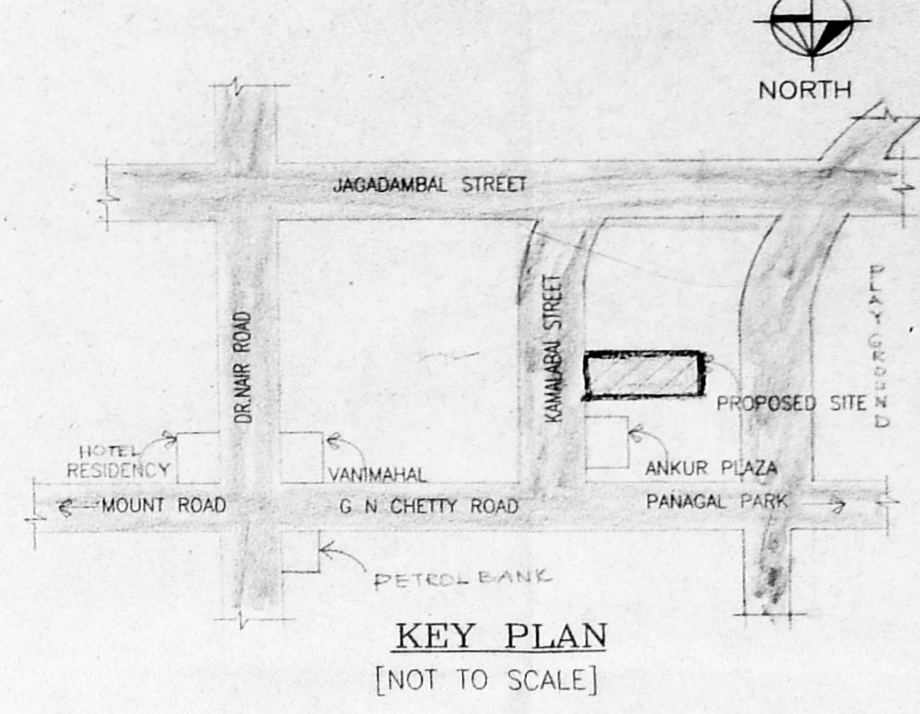 NORTH
JAGADAMBAL STREET
DR.NAIR ROAD
KAMALABAI STREET
PLAY GROUND
PROPOSED SITE
HOTEL
RESIDENCY
VANIMAHAL
ANKUR PLAZA
MOUNT ROAD
G N CHETTY ROAD
PANAGAL PARK
PETROL BANK
KEY PLAN
[NOT TO SCALE]